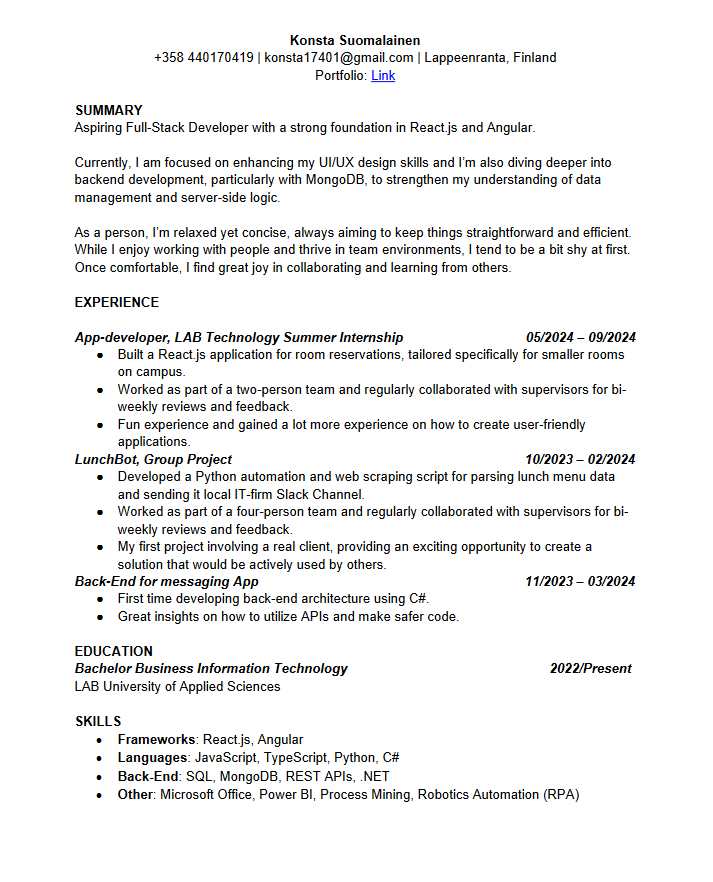 Konsta Suomalainen
+358 440170419 | konsta17401@gmail.com | Lappeenranta, Finland
Portfolio: Link
SUMMARY
Aspiring Full-Stack Developer with a strong foundation in React.js and Angular.
Currently, I am focused on enhancing my UI/UX design skills and I'm also diving deeper into
backend development, particularly with MongoDB, to strengthen my understanding of data
management and server-side logic.
As a person, I'm relaxed yet concise, always aiming to keep things straightforward and efficient.
While I enjoy working with people and thrive in team environments, I tend to be a bit shy at first.
Once comfortable, I find great joy in collaborating and learning from others.
EXPERIENCE
App-developer, LAB Technology Summer Internship 05/2024 – 09/2024
● Built a React.js application for room reservations, tailored specifically for smaller rooms
on campus.
● Worked as part of a two-person team and regularly collaborated with supervisors for bi-
weekly reviews and feedback.
● Fun experience and gained a lot more experience on how to create user-friendly
applications.
LunchBot, Group Project 10/2023 – 02/2024
● Developed a Python automation and web scraping script for parsing lunch menu data
and sending it local IT-firm Slack Channel.
● Worked as part of a four-person team and regularly collaborated with supervisors for bi-
weekly reviews and feedback.
● My first project involving a real client, providing an exciting opportunity to create a
solution that would be actively used by others.
Back-End for messaging App 11/2023 – 03/2024
● First time developing back-end architecture using C#.
● Great insights on how to utilize APIs and make safer code.
EDUCATION
Bachelor Business Information Technology 2022/Present
LAB University of Applied Sciences
SKILLS
● Frameworks: React.js, Angular
● Languages: JavaScript, TypeScript, Python, C#
● Back-End: SQL, MongoDB, REST APIs, .NET
● Other: Microsoft Office, Power BI, Process Mining, Robotics Automation (RPA)